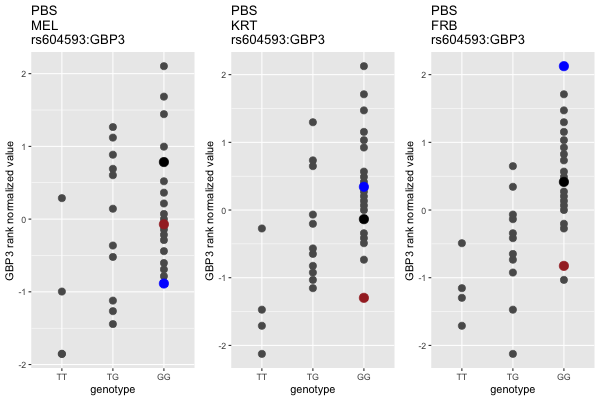 PBS
MEL
rs604593:GBP3
GBP3 rank normalized value
2
1
0
-1
-2
TT
TG
GG
genotype
PBS
KRT
rs604593:GBP3
GBP3 rank normalized value
2
1
0
-1
-2
TT
TG
GG
genotype
PBS
FRB
rs604593:GBP3
GBP3 rank normalized value
2
1
0
-1
-2
TT
TG
GG
genotype